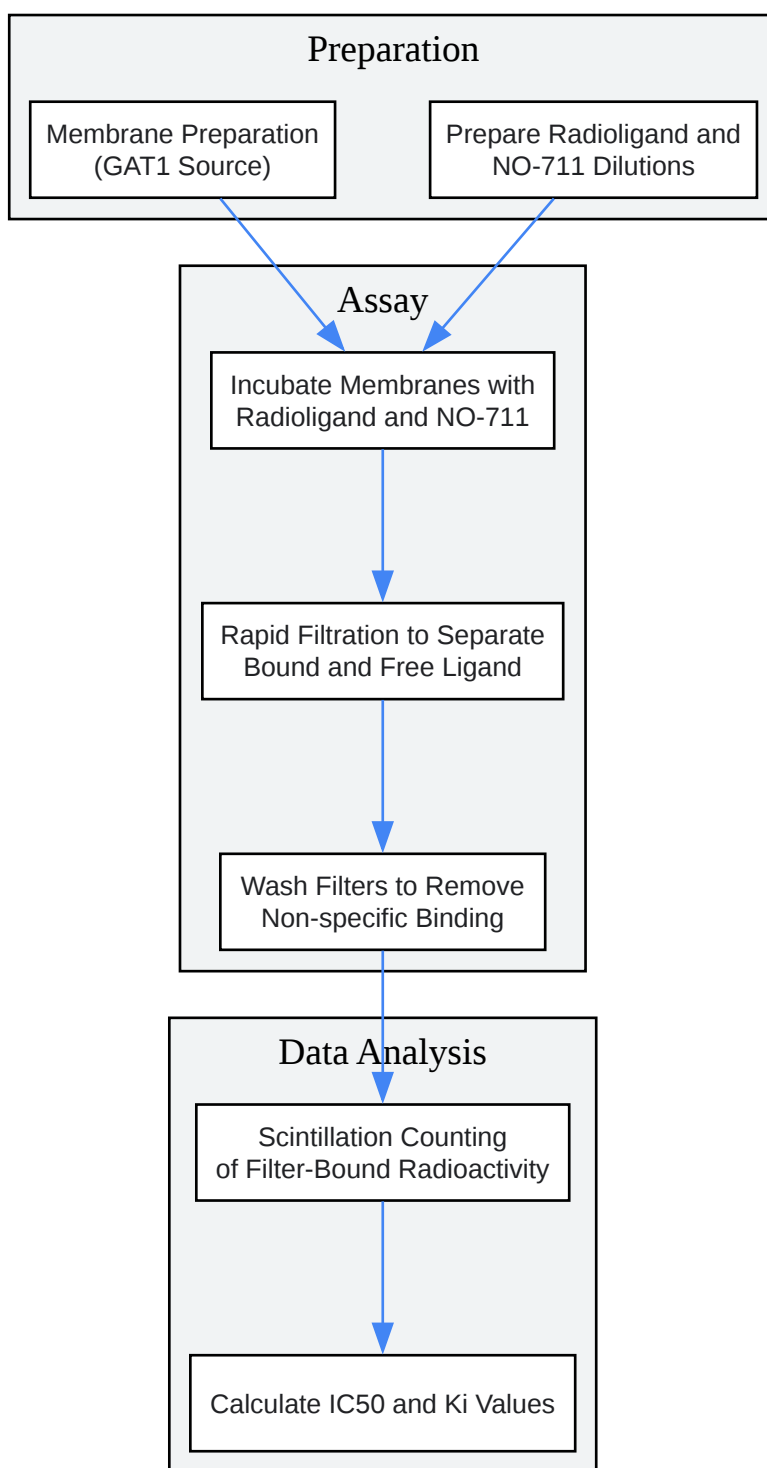 Preparation
Membrane Preparation
(GAT1 Source)
Prepare Radioligand and
NO-711 Dilutions
Assay
Incubate Membranes with
Radioligand and NO-711
Rapid Filtration to Separate
Bound and Free Ligand
Wash Filters to Remove
Non-specific Binding
Data Analysis
Scintillation Counting
of Filter-Bound Radioactivity
Calculate IC50 and Ki Values